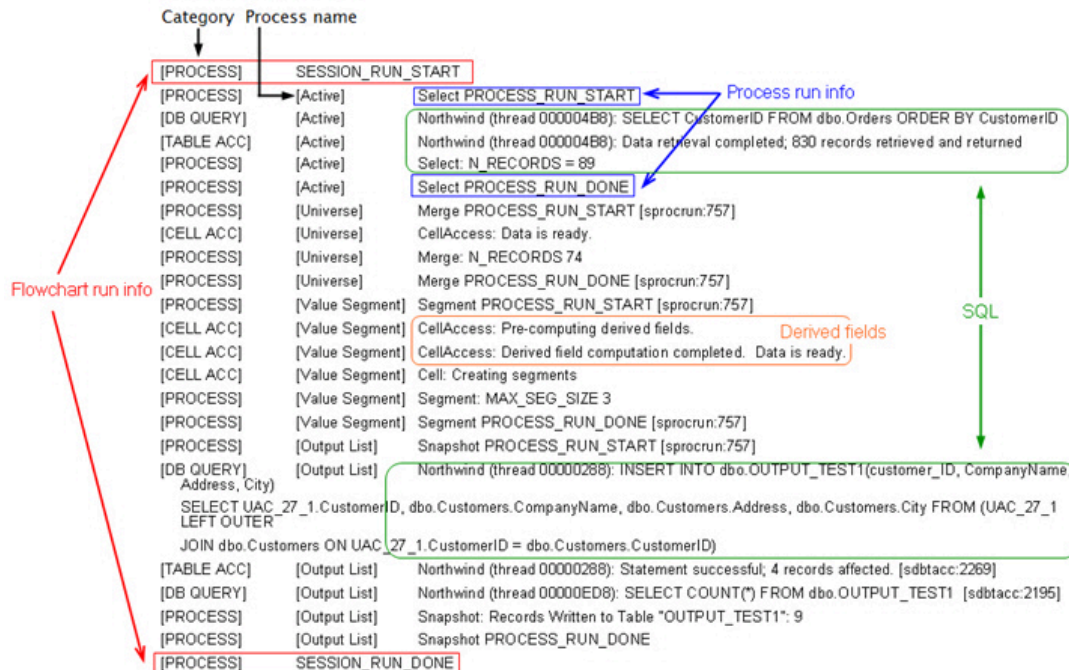 Category Process name
[PROCESS] SESSION_RUN_START
[PROCESS] [Active] Select PROCESS_RUN_START Process run info
[DB QUERY] [Active] Northwind (thread 000004B8): SELECT CustomerID FROM dbo.Orders ORDER BY CustomerID
[TABLE ACC] [Active] Northwind (thread 000004B8): Data retrieval completed; 830 records retrieved and returned
[PROCESS] [Active] Select: N_RECORDS = 89
[PROCESS] [Active] Select PROCESS_RUN_DONE
[PROCESS] [Universe] Merge PROCESS_RUN_START [sprocrun:757]
[CELL ACC] [Universe] CellAccess: Data is ready.
[PROCESS] [Universe] Merge: N_RECORDS 74
Flowchart run info [PROCESS] [Universe] Merge PROCESS_RUN_DONE [sprocrun:757]
[PROCESS] [Value Segment] Segment PROCESS_RUN_START [sprocrun:757] SQL
[CELL ACC] [Value Segment] CellAccess: Pre-computing derived fields. Derived fields
[CELL ACC] [Value Segment] CellAccess: Derived field computation completed. Data is ready.
[CELL ACC] [Value Segment] Cell: Creating segments
[PROCESS] [Value Segment] Segment: MAX_SEG_SIZE 3
[PROCESS] [Value Segment] Segment PROCESS_RUN_DONE [sprocrun:757]
[PROCESS] [Output List] Snapshot PROCESS_RUN_START [sprocrun:757]
[DB QUERY] [Output List] Northwind (thread 00000288): INSERT INTO dbo.OUTPUT_TEST1(customer_ID, CompanyName,
Address, City)
SELECT UAC_27_1.CustomerID, dbo.Customers.CompanyName, dbo.Customers.Address, dbo.Customers.City FROM (UAC_27_1
LEFT OUTER
JOIN dbo.Customers ON UAC_27_1.CustomerID = dbo.Customers.CustomerID)
[TABLE ACC] [Output List] Northwind (thread 00000288): Statement successful; 4 records affected. [sdbtacc:2269]
[DB QUERY] [Output List] Northwind (thread 00000ED8): SELECT COUNT(*) FROM dbo.OUTPUT_TEST1 [sdbtacc:2195]
[PROCESS] [Output List] Snapshot: Records Written to Table "OUTPUT_TEST1": 9
[PROCESS] [Output List] Snapshot PROCESS_RUN_DONE
[PROCESS] SESSION_RUN_DONE